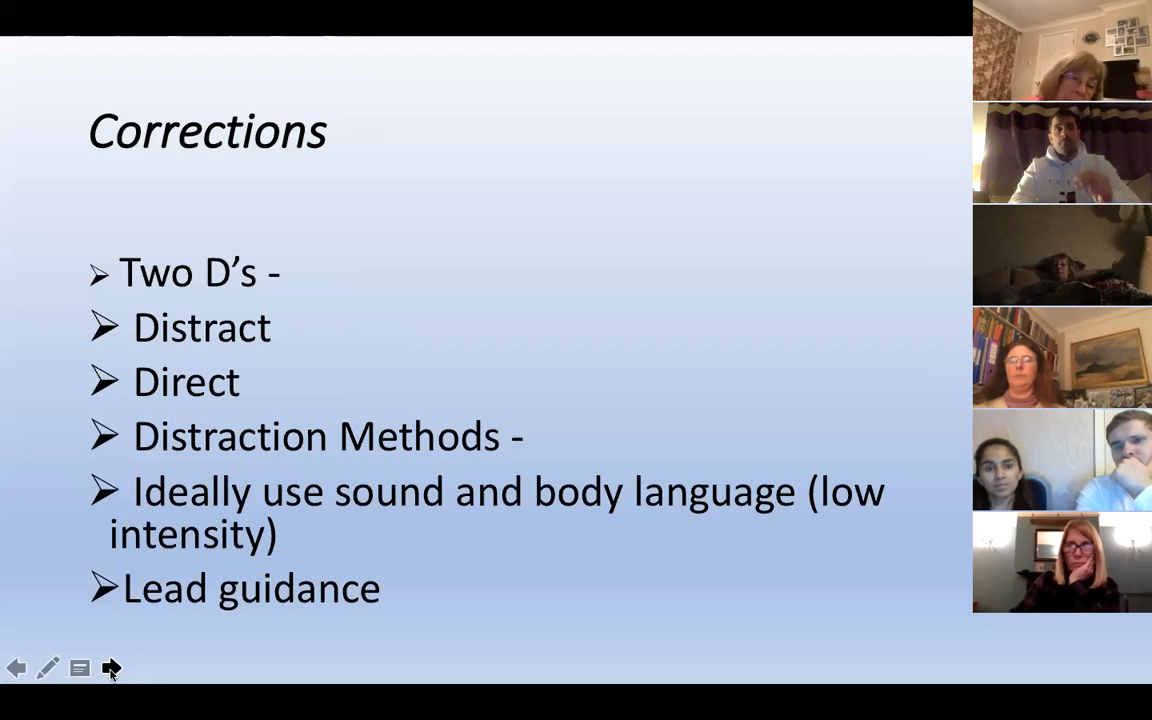 Corrections
Two D’s -
Distract
Direct
Distraction Methods -
Ideally use sound and body language (low
intensity)
Lead guidance